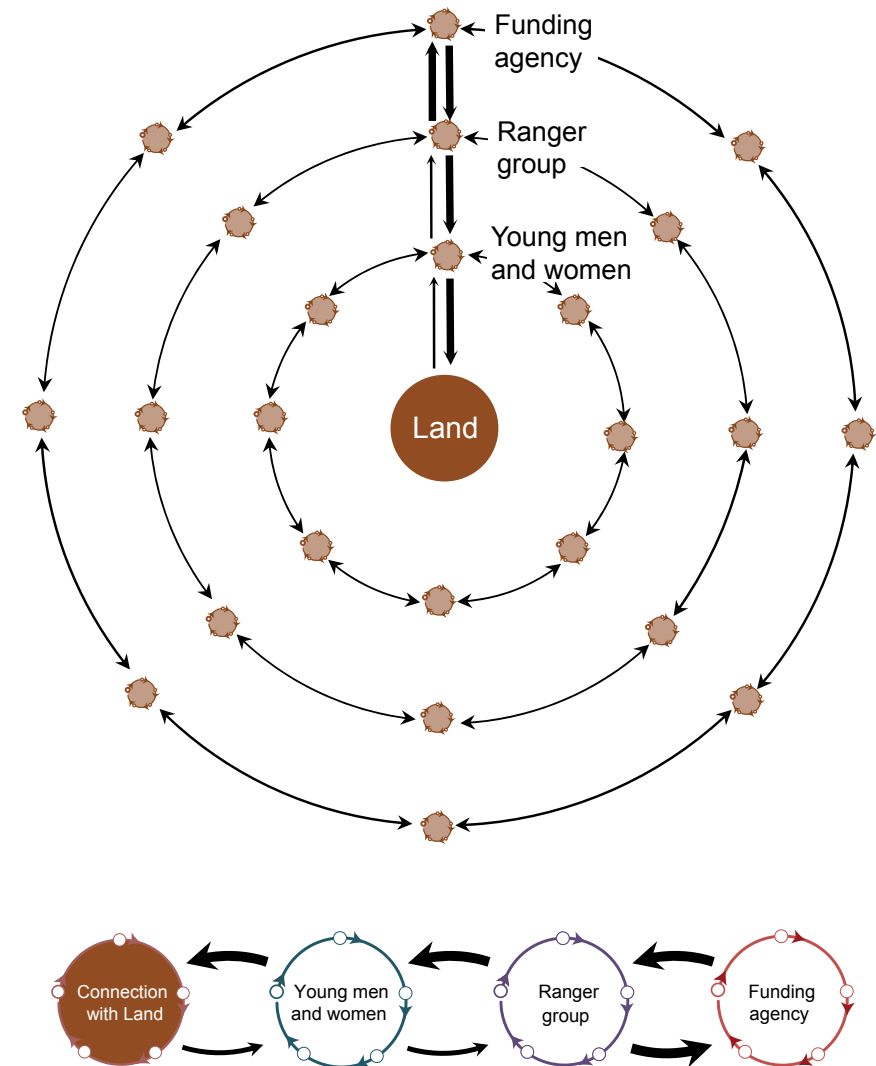 Funding
agency
Ranger
group
Young men
and women
Land
Connection
with Land
Young men
and women
Ranger
group
Funding
agency